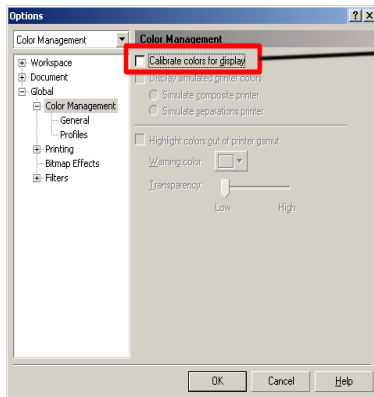 Options
Color Management
Color Management
Workspace
Document
Global
Color Management
General
Profiles
Printing
Bitmap Effects
Filters
Calibrate colors for display
Display simulated printer colors
Simulate composite printer
Simulate separations printer
Highlight colors out of printer gamut
Warning color:
Transparency:
Low High
OK Cancel Help